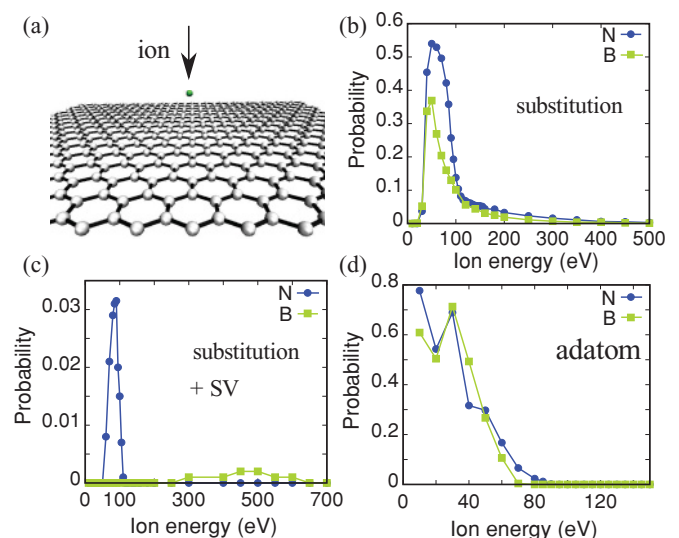 (a)
ion
(b)
N
B
substitution
Probability
0.6
0.5
0.4
0.3
0.2
0.1
0
0 100 200 300 400 500
Ion energy (eV)
(c)
N
B
substitution
+ SV
Probability
0.03
0.02
0.01
0
0 100 300 500 700
Ion energy (eV)
(d)
N
B
adatom
Probability
0.8
0.6
0.4
0.2
0
0 40 80 120
Ion energy (eV)